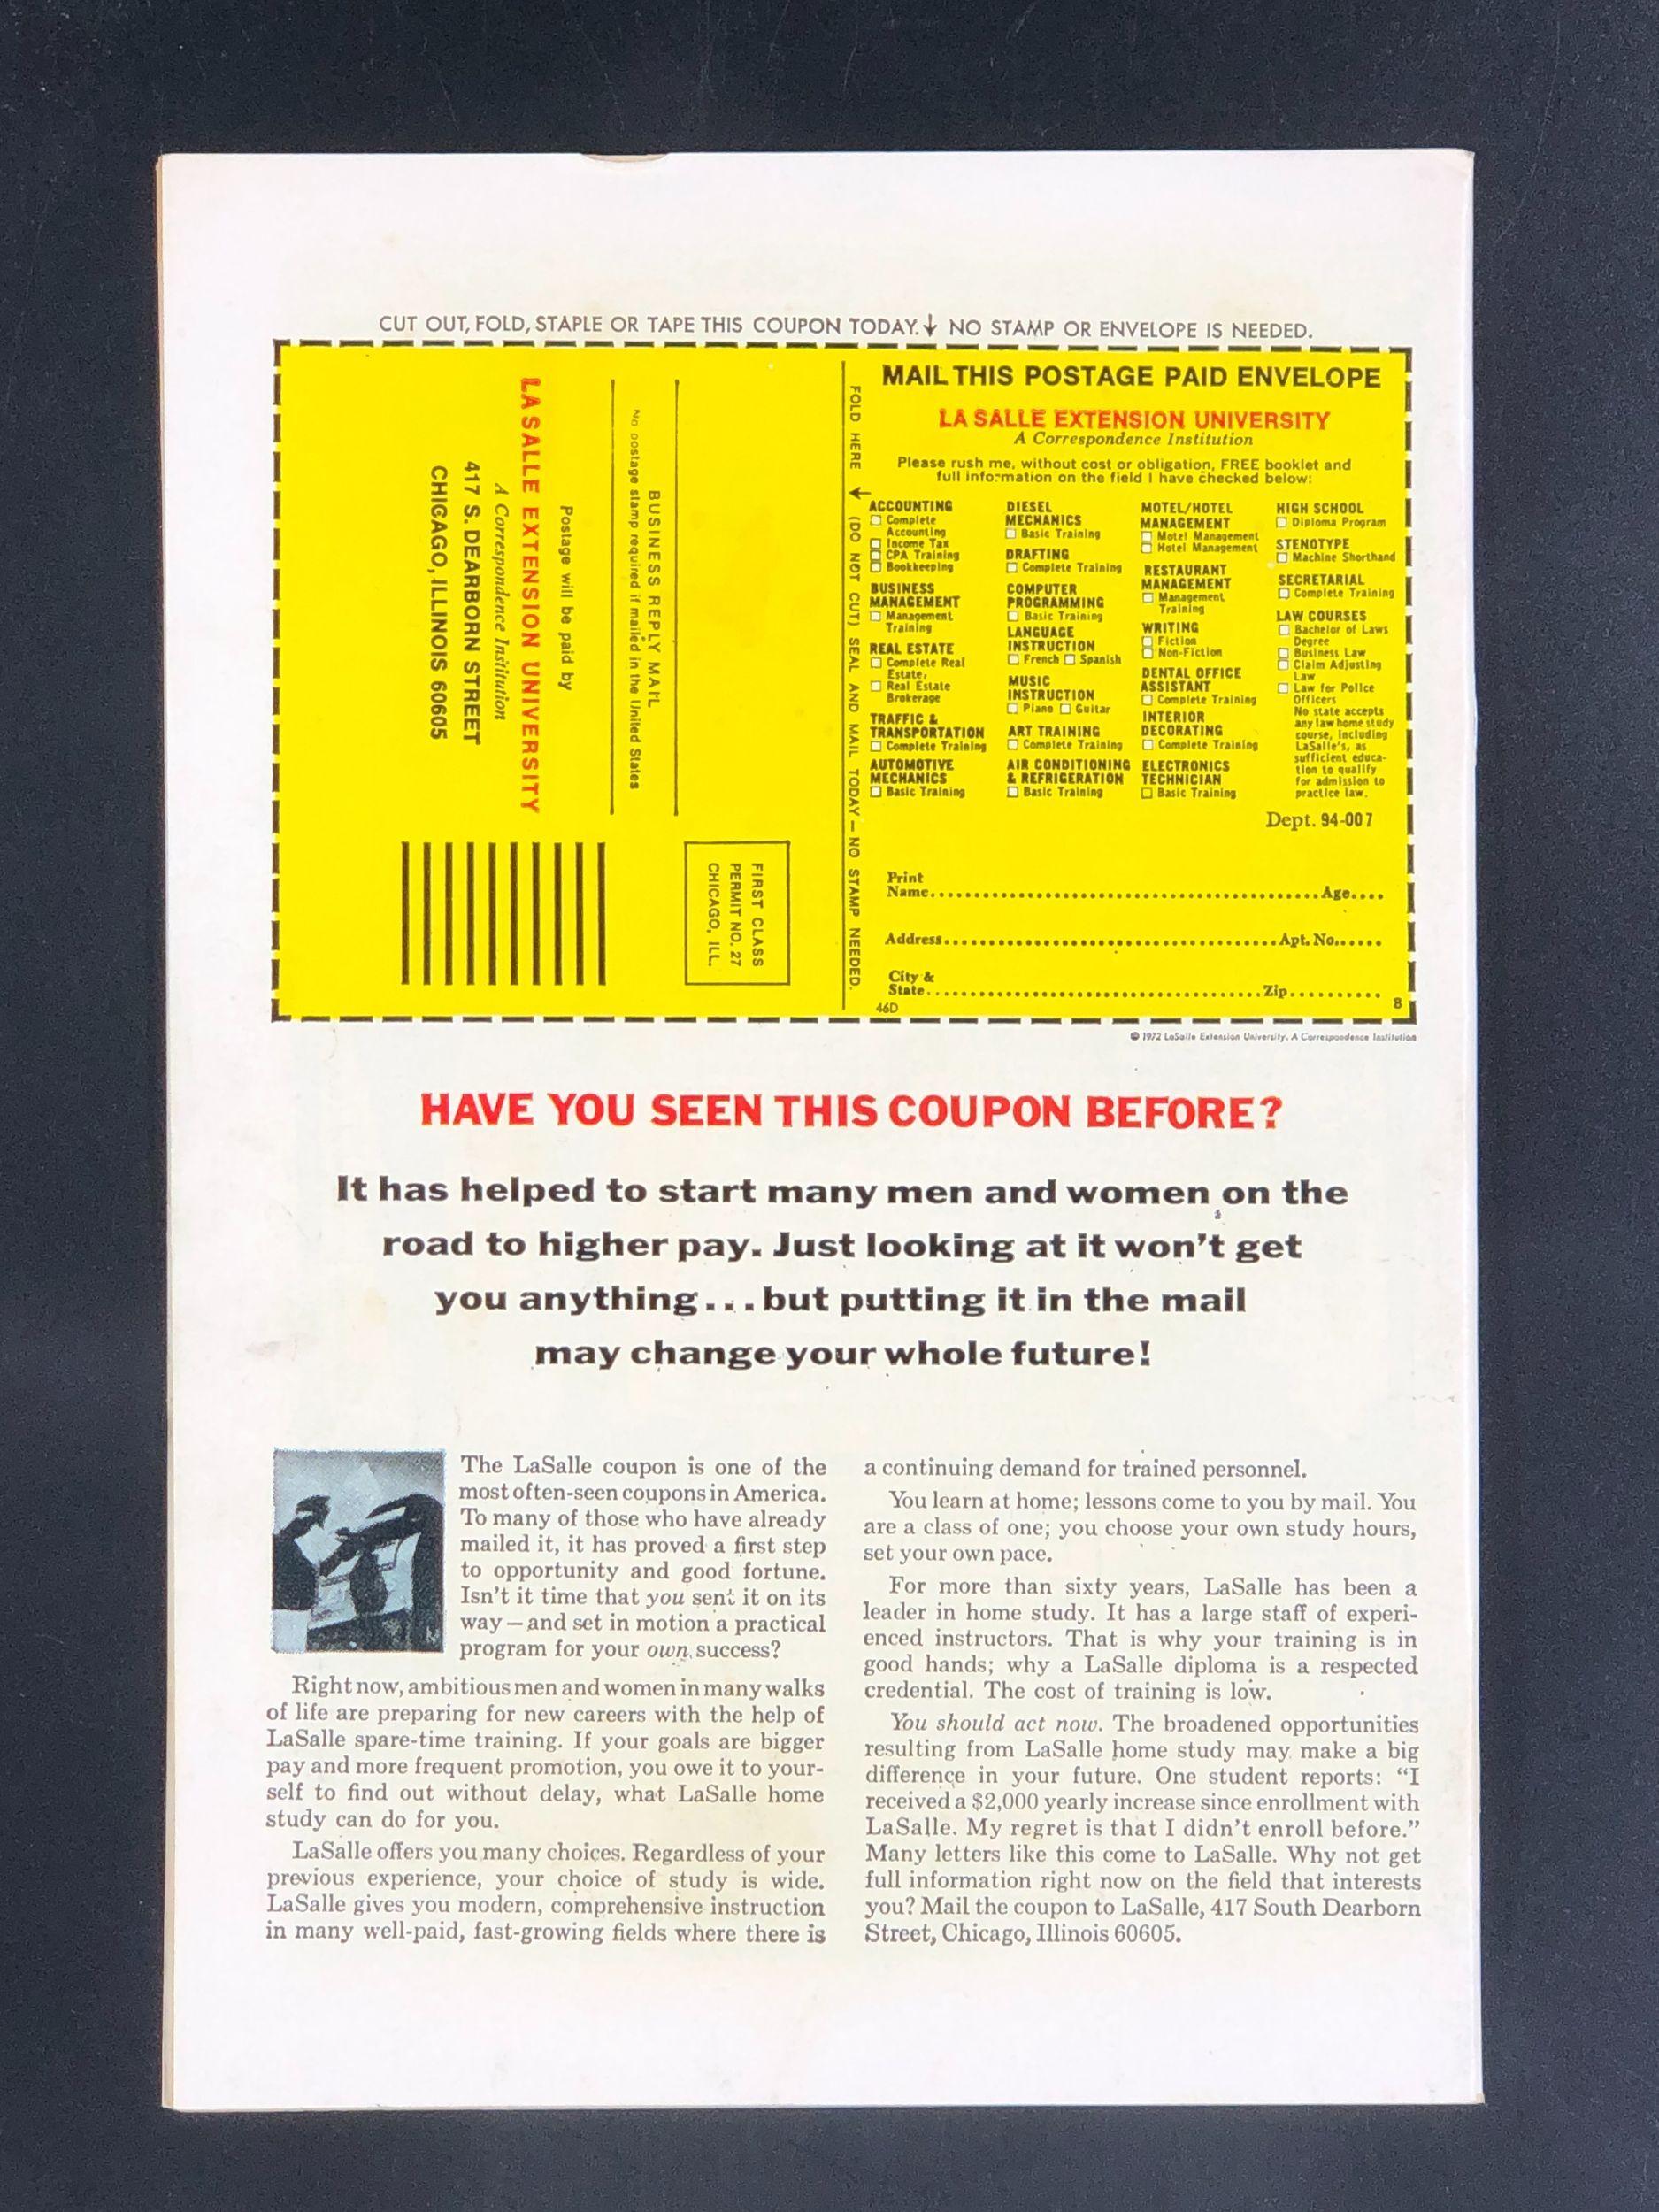 CUT OUT, FOLD, STAPLE OR TAPE THIS COUPON TODAY.↓ NO STAMP OR ENVELOPE IS NEEDED.
BUSINESS REPLY MAIL
No postage stamp required if mailed in the United States
Postage will be paid by
LA SALLE EXTENSION UNIVERSITY
A Correspondence Institution
417 S. DEARBORN STREET
CHICAGO, ILLINOIS 60605
FIRST CLASS
PERMIT NO. 27
CHICAGO, ILL.
FOLD HERE ↓ (DO NOT CUT) SEAL AND MAIL TODAY — NO STAMP NEEDED.
MAIL THIS POSTAGE PAID ENVELOPE
LA SALLE EXTENSION UNIVERSITY
A Correspondence Institution
Please rush me, without cost or obligation, FREE booklet and
full information on the field I have checked below:
ACCOUNTING
☐ Complete
Accounting
☐ Income Tax
☐ CPA Training
☐ Bookkeeping
BUSINESS
MANAGEMENT
☐ Management
Training
REAL ESTATE
☐ Complete Real
Estate,
☐ Real Estate
Brokerage
TRAFFIC &
TRANSPORTATION
☐ Complete Training
AUTOMOTIVE
MECHANICS
☐ Basic Training
DIESEL
MECHANICS
☐ Basic Training
DRAFTING
☐ Complete Training
COMPUTER
PROGRAMMING
☐ Basic Training
LANGUAGE
INSTRUCTION
☐ French ☐ Spanish
MUSIC
INSTRUCTION
☐ Piano ☐ Guitar
ART TRAINING
☐ Complete Training
AIR CONDITIONING
& REFRIGERATION
☐ Basic Training
MOTEL/HOTEL
MANAGEMENT
☐ Motel Management
☐ Hotel Management
RESTAURANT
MANAGEMENT
☐ Management
Training
WRITING
☐ Fiction
☐ Non-Fiction
DENTAL OFFICE
ASSISTANT
☐ Complete Training
INTERIOR
DECORATING
☐ Complete Training
ELECTRONICS
TECHNICIAN
☐ Basic Training
HIGH SCHOOL
☐ Diploma Program
STENOTYPE
☐ Machine Shorthand
SECRETARIAL
☐ Complete Training
LAW COURSES
☐ Bachelor of Laws
Degree
☐ Business Law
☐ Claim Adjusting
Law
☐ Law for Police
Officers
No state accepts
any law home study
course, including
LaSalle's, as
sufficient educa-
tion to qualify
for admission to
practice law.
Dept. 94-007
Print
Name........................................Age....
Address........................................Apt. No......
City &
State........................................Zip..........
46D
8
© 1972 LaSalle Extension University. A Correspondence Institution
HAVE YOU SEEN THIS COUPON BEFORE?
It has helped to start many men and women on the
road to higher pay. Just looking at it won't get
you anything...but putting it in the mail
may change your whole future!
The LaSalle coupon is one of the
most often-seen coupons in America.
To many of those who have already
mailed it, it has proved a first step
to opportunity and good fortune.
Isn't it time that you sent it on its
way—and set in motion a practical
program for your own success?
Right now, ambitious men and women in many walks
of life are preparing for new careers with the help of
LaSalle spare-time training. If your goals are bigger
pay and more frequent promotion, you owe it to your-
self to find out without delay, what LaSalle home
study can do for you.
LaSalle offers you many choices. Regardless of your
previous experience, your choice of study is wide.
LaSalle gives you modern, comprehensive instruction
in many well-paid, fast-growing fields where there is
a continuing demand for trained personnel.
You learn at home; lessons come to you by mail. You
are a class of one; you choose your own study hours,
set your own pace.
For more than sixty years, LaSalle has been a
leader in home study. It has a large staff of experi-
enced instructors. That is why your training is in
good hands; why a LaSalle diploma is a respected
credential. The cost of training is low.
You should act now. The broadened opportunities
resulting from LaSalle home study may make a big
difference in your future. One student reports: “I
received a $2,000 yearly increase since enrollment with
LaSalle. My regret is that I didn't enroll before.”
Many letters like this come to LaSalle. Why not get
full information right now on the field that interests
you? Mail the coupon to LaSalle, 417 South Dearborn
Street, Chicago, Illinois 60605.